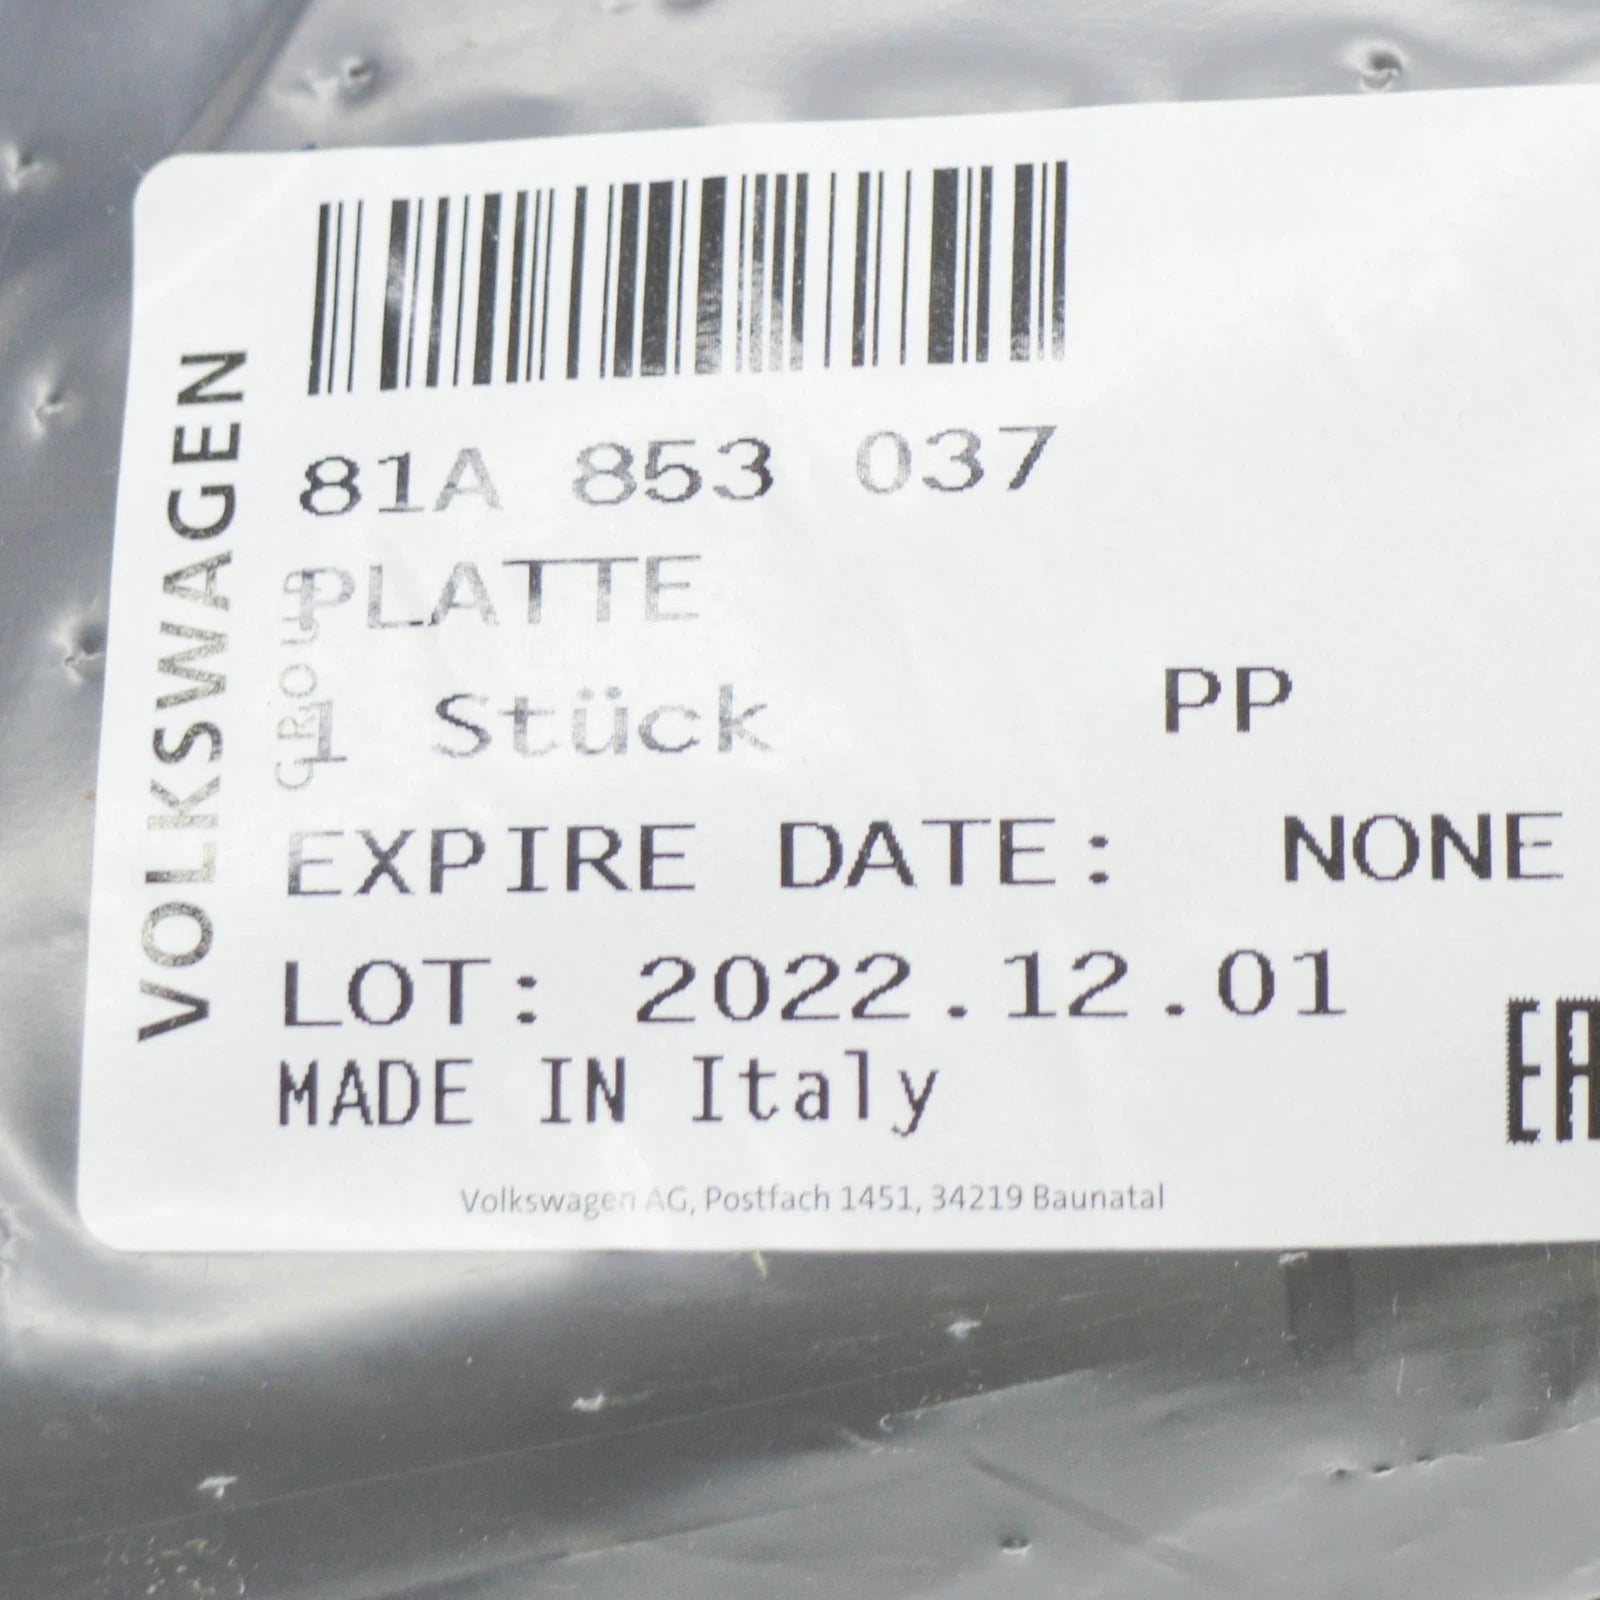 VOLKSWAGEN
GROUP
81A 853 037
PLATTE
1 Stück PP
EXPIRE DATE: NONE
LOT: 2022.12.01
MADE IN Italy
Volkswagen AG, Postfach 1451, 34219 Baunatal